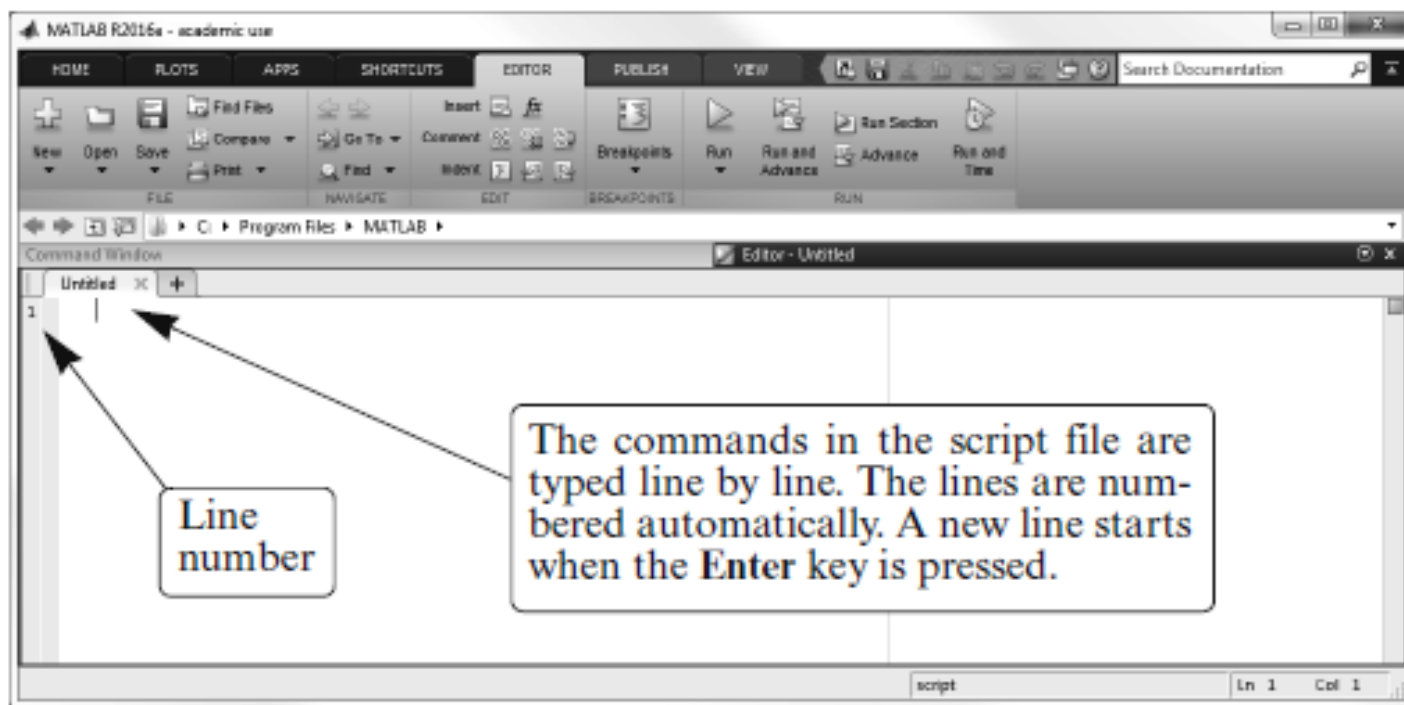 MATLAB R2016a - academic use
HOME PLOTS APPS SHORTCUTS EDITOR PUBLISH VIEW Search Documentation
Find Files Insert fx
New Open Save Compare Go To Comment Breakpoints Run Run and Advance Run Section Run and Time
Print Find Indent Advance
FILE NAVIGATE EDIT BREAKPOINTS RUN
C: Program Files MATLAB
Command Window Editor - Untitled
Untitled
1
The commands in the script file are
typed line by line. The lines are num-
bered automatically. A new line starts
when the Enter key is pressed.
Line
number
script Ln 1 Col 1